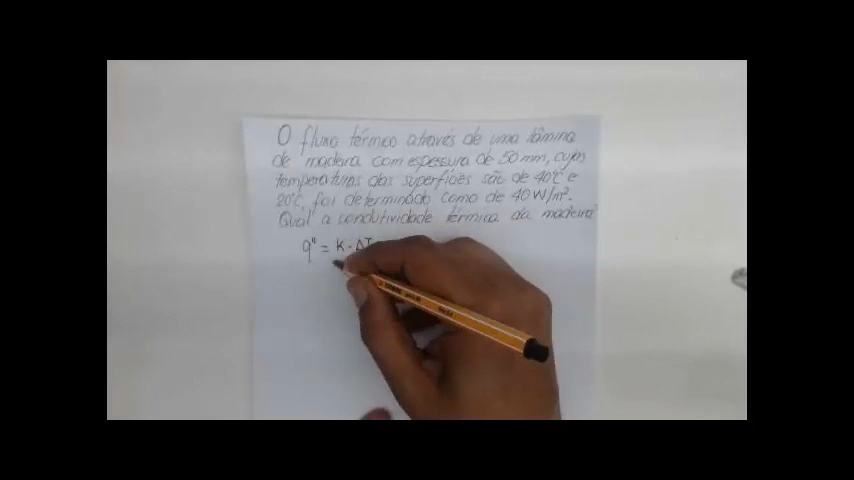 O fluxo térmico através de uma lâmina
de madeira com espessura de 50 mm, cujas
temperaturas das superfícies são de 40°C e
20°C, foi determinado como de 40 W/m².
Qual a condutividade térmica da madeira?
q" = K · ΔT